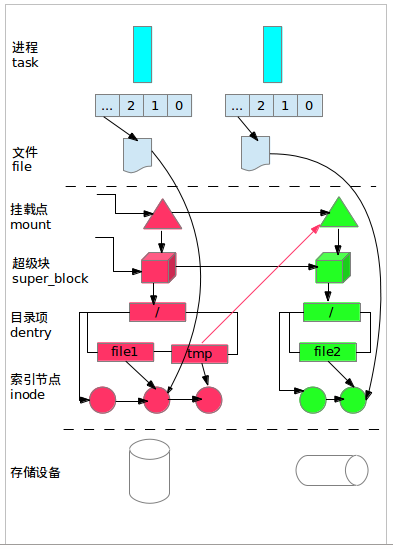 进程
task
... 2 1 0
... 2 1 0
文件
file
挂载点
mount
超级块
super_block
目录项
dentry
/
/
file1
tmp
file2
索引节点
inode
存储设备